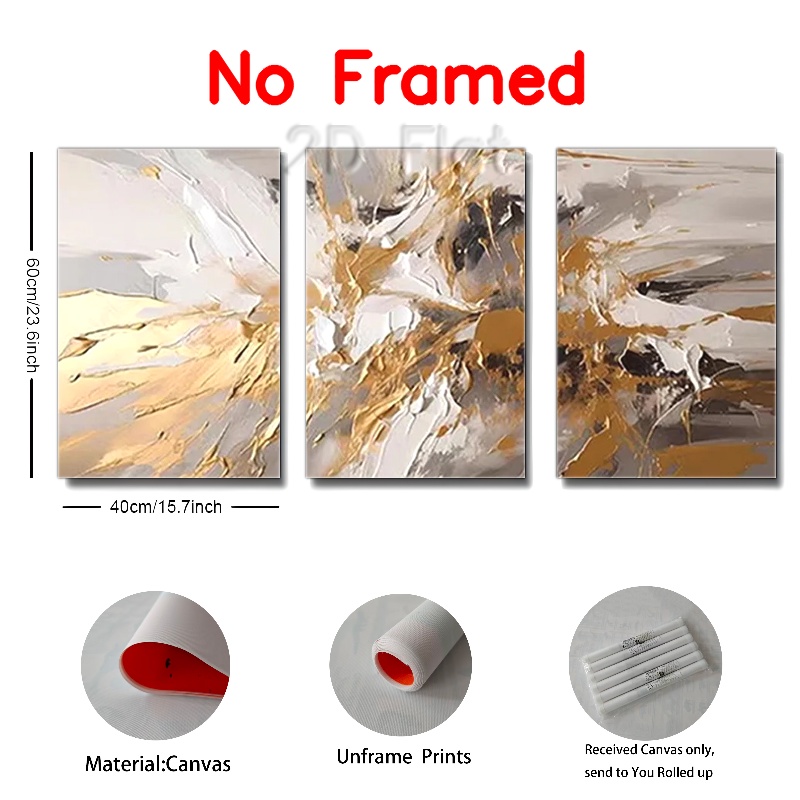 No Framed
2D Flat
60cm/23.6inch
40cm/15.7inch
Material:Canvas
Unframe Prints
Received Canvas only,
send to You Rolled up